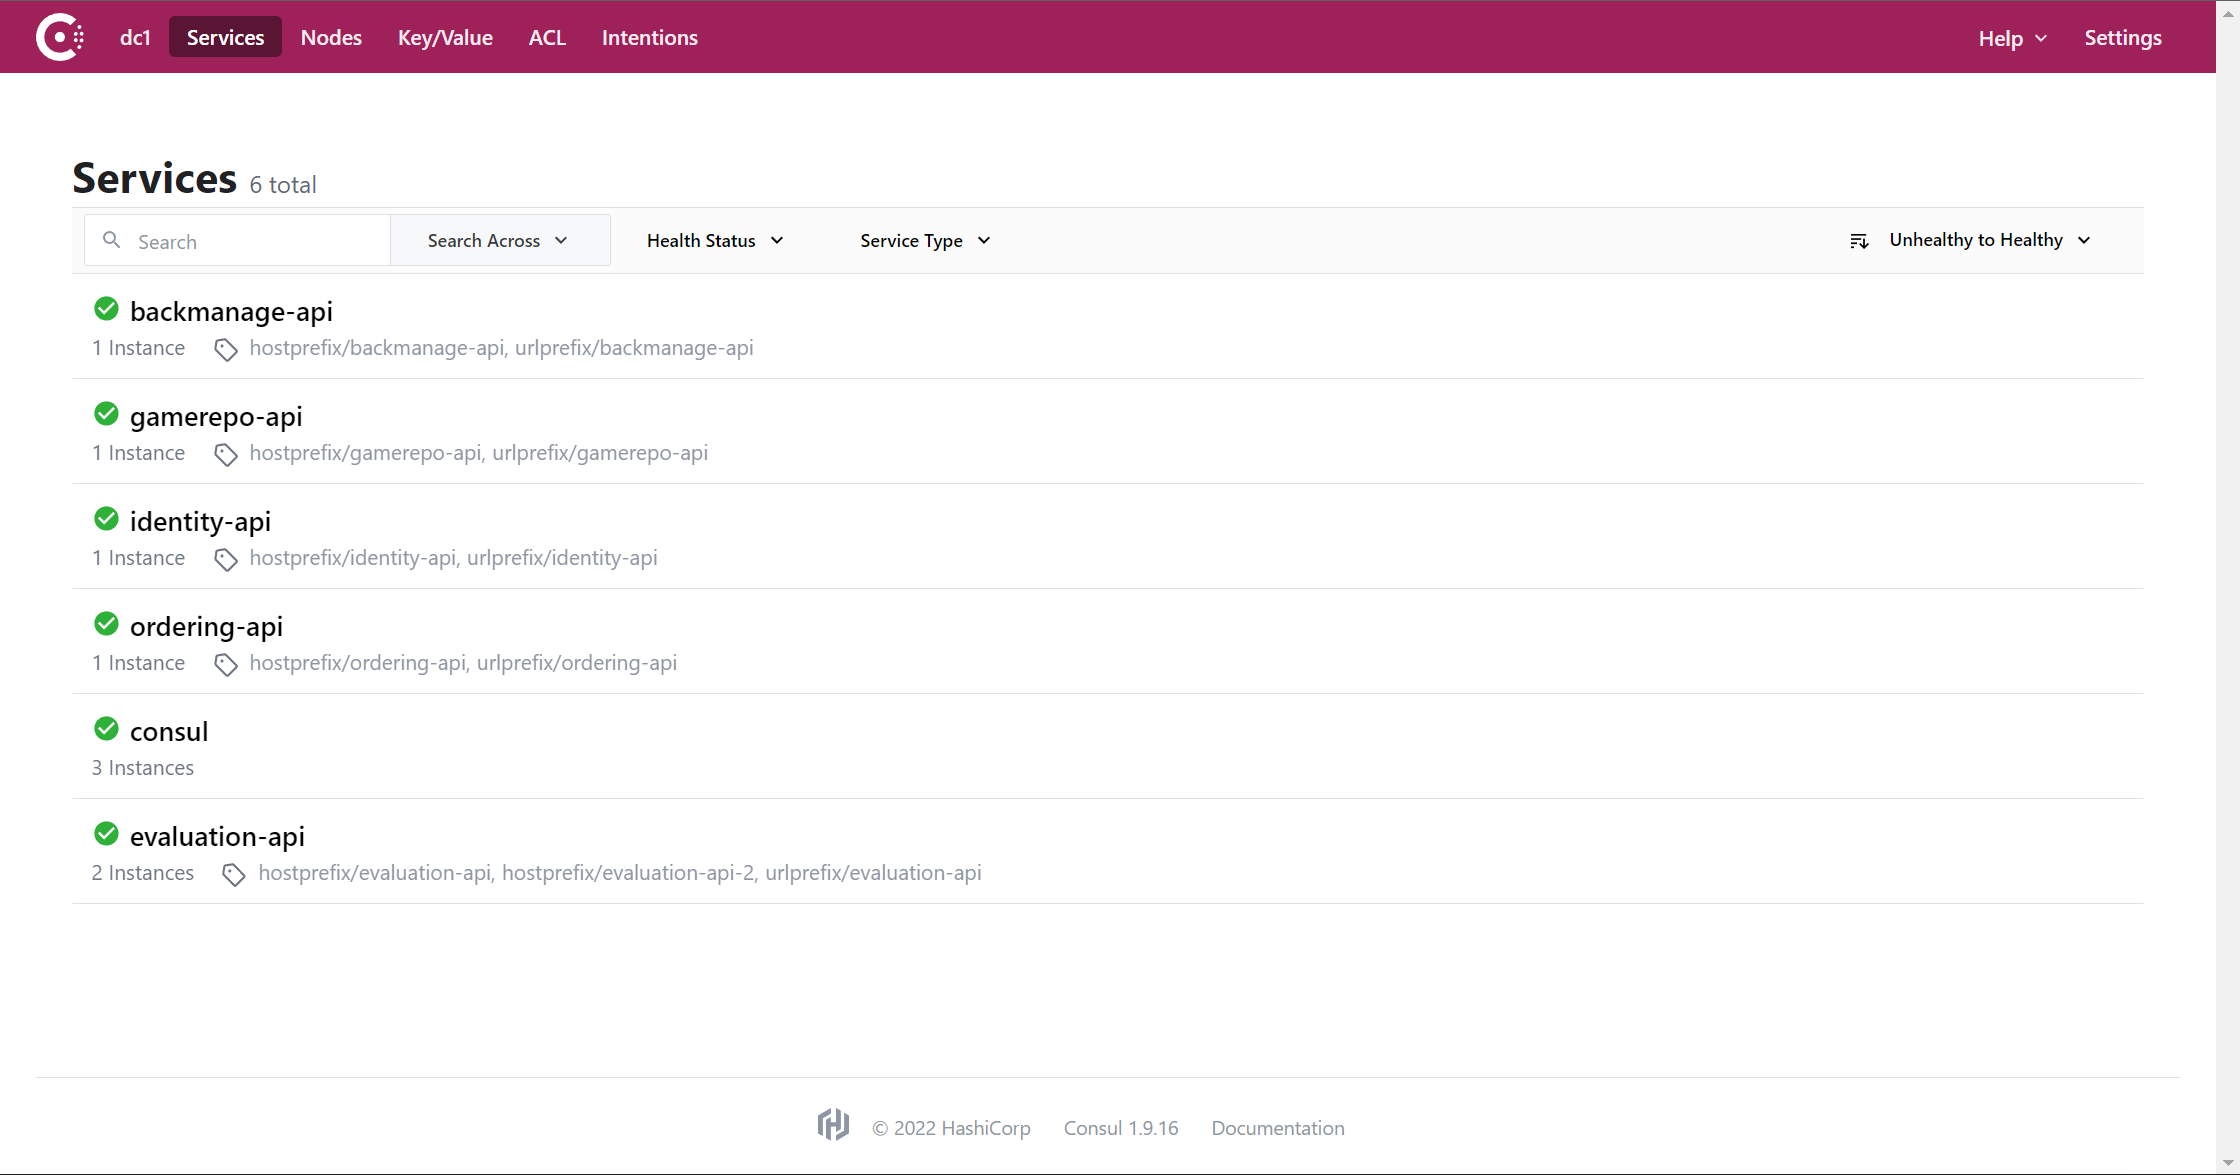 dc1 Services Nodes Key/Value ACL Intentions Help Settings
Services 6 total
Search Search Across Health Status Service Type Unhealthy to Healthy
backmanage-api
1 Instance hostprefix/backmanage-api, urlprefix/backmanage-api
gamerepo-api
1 Instance hostprefix/gamerepo-api, urlprefix/gamerepo-api
identity-api
1 Instance hostprefix/identity-api, urlprefix/identity-api
ordering-api
1 Instance hostprefix/ordering-api, urlprefix/ordering-api
consul
3 Instances
evaluation-api
2 Instances hostprefix/evaluation-api, hostprefix/evaluation-api-2, urlprefix/evaluation-api
© 2022 HashiCorp Consul 1.9.16 Documentation